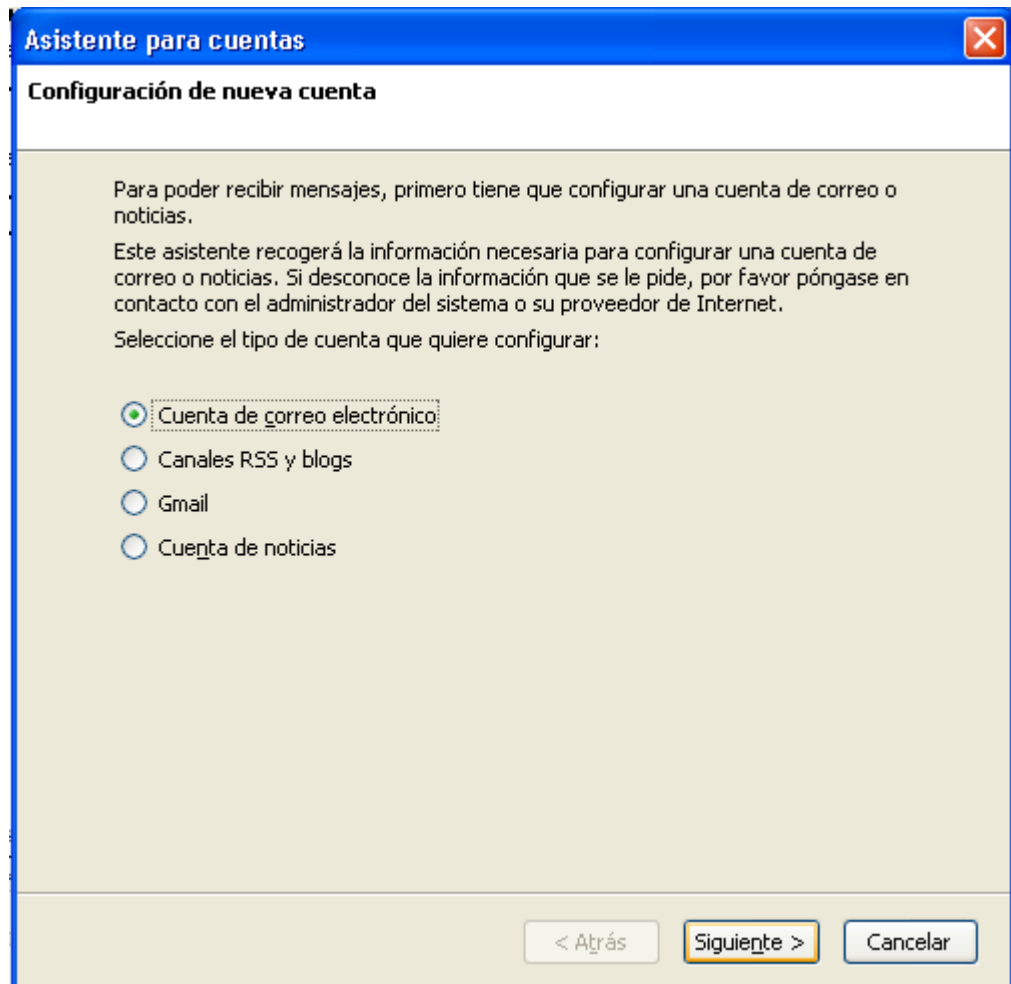 Asistente para cuentas
Configuración de nueva cuenta
Para poder recibir mensajes, primero tiene que configurar una cuenta de correo o
noticias.
Este asistente recogerá la información necesaria para configurar una cuenta de
correo o noticias. Si desconoce la información que se le pide, por favor póngase en
contacto con el administrador del sistema o su proveedor de Internet.
Seleccione el tipo de cuenta que quiere configurar:
Cuenta de correo electrónico
Canales RSS y blogs
Gmail
Cuenta de noticias
< Atrás
Siguiente >
Cancelar